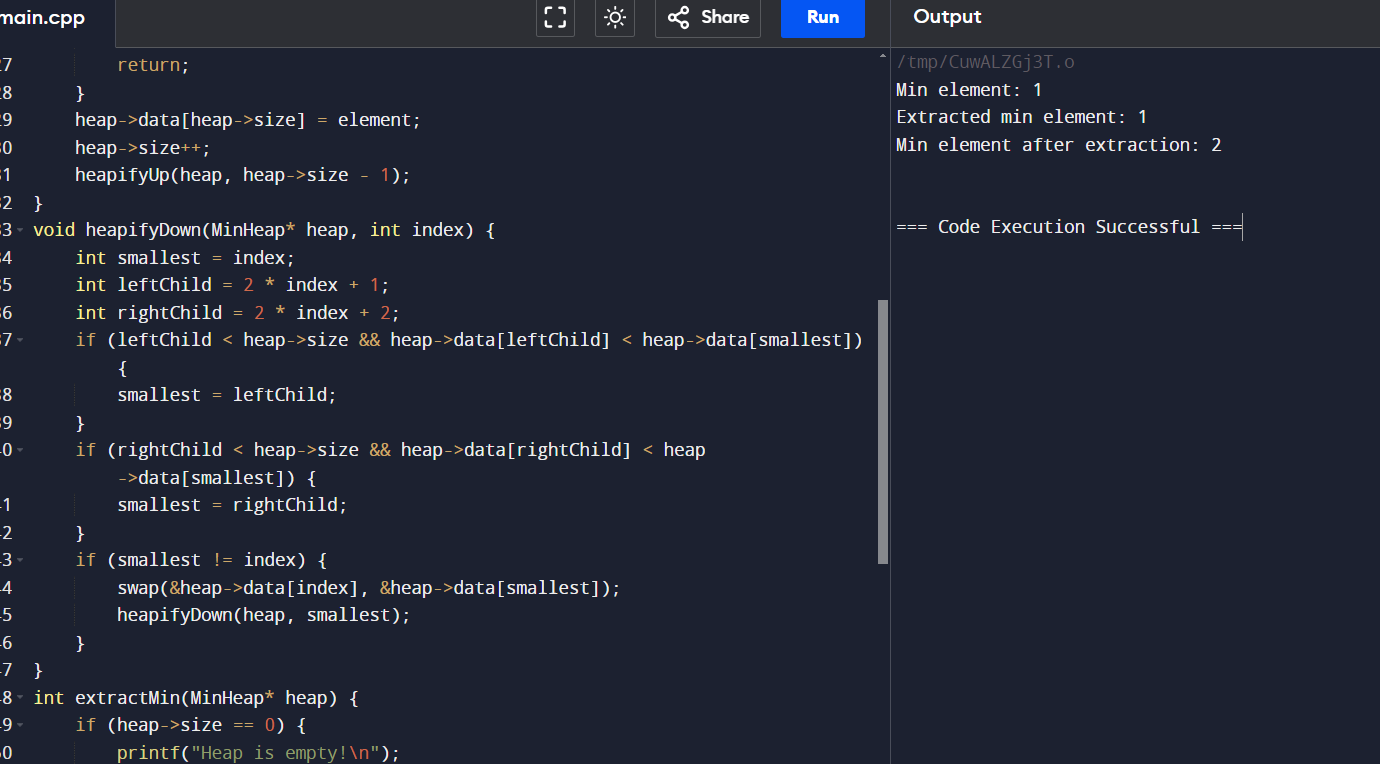 main.cpp
Share
Run
Output
27 return;
28 }
29 heap->data[heap->size] = element;
30 heap->size++;
31 heapifyUp(heap, heap->size - 1);
32 }
33 void heapifyDown(MinHeap* heap, int index) {
34 int smallest = index;
35 int leftChild = 2 * index + 1;
36 int rightChild = 2 * index + 2;
37 if (leftChild < heap->size && heap->data[leftChild] < heap->data[smallest])
{
38 smallest = leftChild;
39 }
40 if (rightChild < heap->size && heap->data[rightChild] < heap
->data[smallest]) {
41 smallest = rightChild;
42 }
43 if (smallest != index) {
44 swap(&heap->data[index], &heap->data[smallest]);
45 heapifyDown(heap, smallest);
46 }
47 }
48 int extractMin(MinHeap* heap) {
49 if (heap->size == 0) {
50 printf("Heap is empty!\n");
/tmp/CuwALZGj3T.o
Min element: 1
Extracted min element: 1
Min element after extraction: 2
=== Code Execution Successful ===